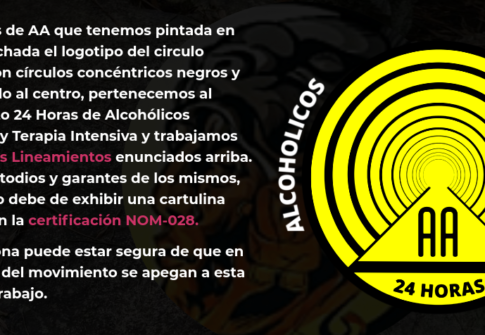 s de AA que tenemos pintada en
chada el logotipo del circulo
n círculos concéntricos negros y
lo al centro, pertenecemos al
o 24 Horas de Alcohólicos
y Terapia Intensiva y trabajamos
s Lineamientos enunciados arriba.
todios y garantes de los mismos,
o debe de exhibir una cartulina
n la certificación NOM-028.
ona puede estar segura de que en
del movimiento se apegan a esta
rabajo.
ALCOHOLICOS
AA
24 HORAS